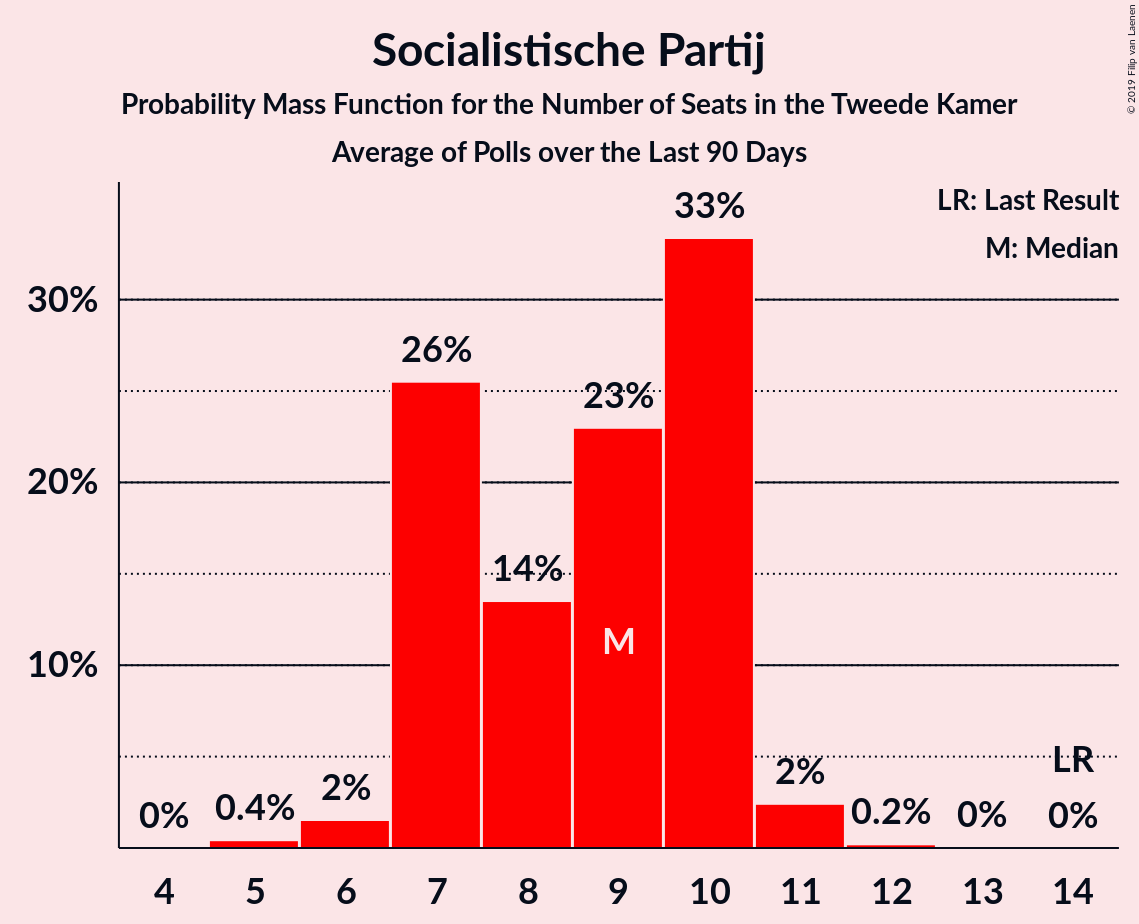 Socialistische Partij
Probability Mass Function for the Number of Seats in the Tweede Kamer
Average of Polls over the Last 90 Days
© 2019 Filip van Laenen
LR: Last Result
M: Median
30%
20%
10%
0%
0.4%
2%
26%
14%
23%
33%
2%
0.2%
0%
0%
M
LR
4 5 6 7 8 9 10 11 12 13 14